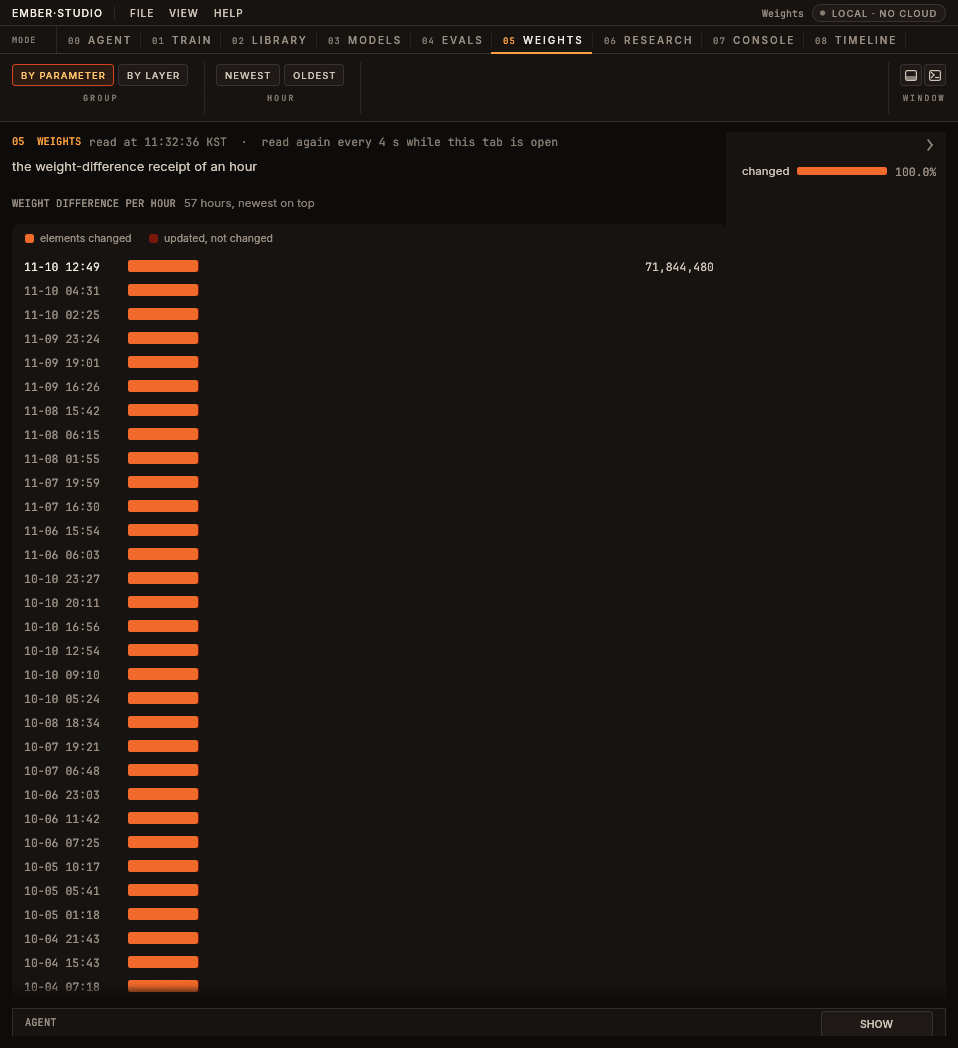 EMBER·STUDIO FILE VIEW HELP Weights LOCAL · NO CLOUD
MODE 00 AGENT 01 TRAIN 02 LIBRARY 03 MODELS 04 EVALS 05 WEIGHTS 06 RESEARCH 07 CONSOLE 08 TIMELINE
BY PARAMETER BY LAYER NEWEST OLDEST
GROUP HOUR WINDOW
05 WEIGHTS read at 11:32:36 KST · read again every 4 s while this tab is open
the weight-difference receipt of an hour
changed 100.0%
WEIGHT DIFFERENCE PER HOUR 57 hours, newest on top
elements changed updated, not changed
11-10 12:49 71,844,480
11-10 04:31
11-10 02:25
11-09 23:24
11-09 19:01
11-09 16:26
11-08 15:42
11-08 06:15
11-08 01:55
11-07 19:59
11-07 16:30
11-06 15:54
11-06 06:03
10-10 23:27
10-10 20:11
10-10 16:56
10-10 12:54
10-10 09:10
10-10 05:24
10-08 18:34
10-07 19:21
10-07 06:48
10-06 23:03
10-06 11:42
10-06 07:25
10-05 10:17
10-05 05:41
10-05 01:18
10-04 21:43
10-04 15:43
10-04 07:18
AGENT SHOW